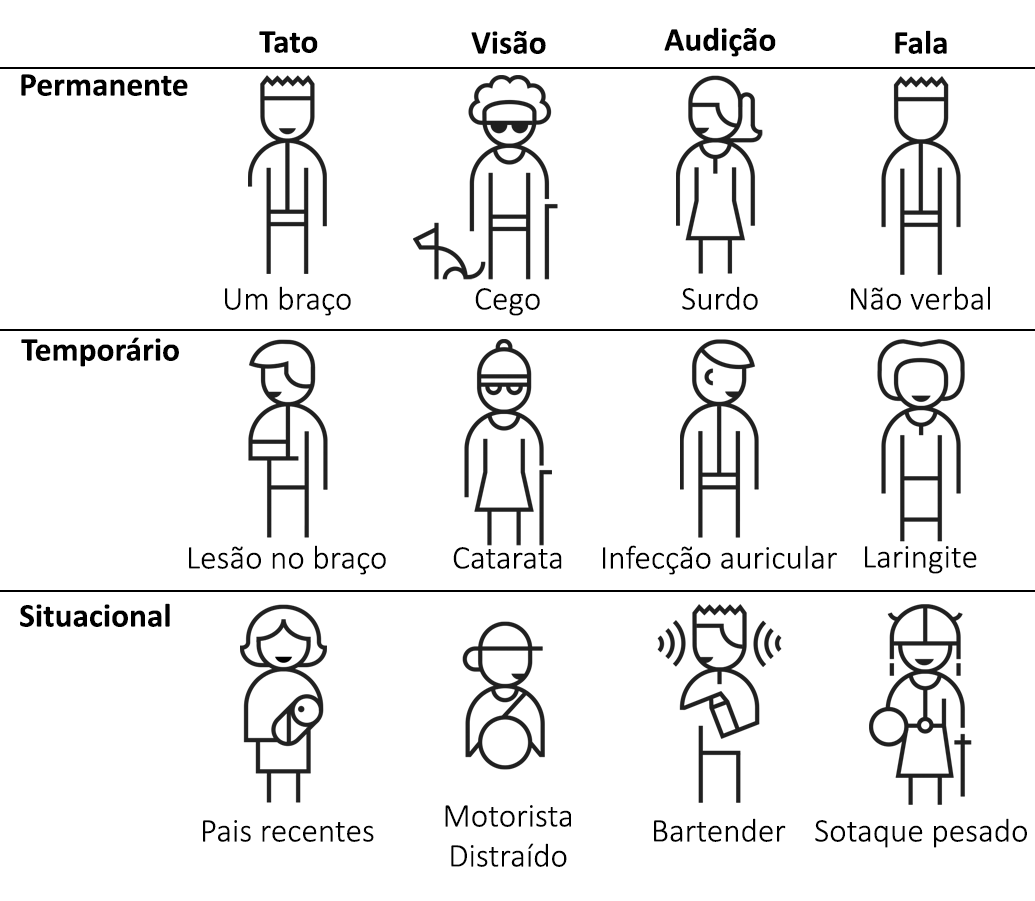 Tato Visão Audição Fala
Permanente
Um braço Cego Surdo Não verbal
Temporário
Lesão no braço Catarata Infecção auricular Laringite
Situacional
Pais recentes Motorista Bartender Sotaque pesado
Distraído